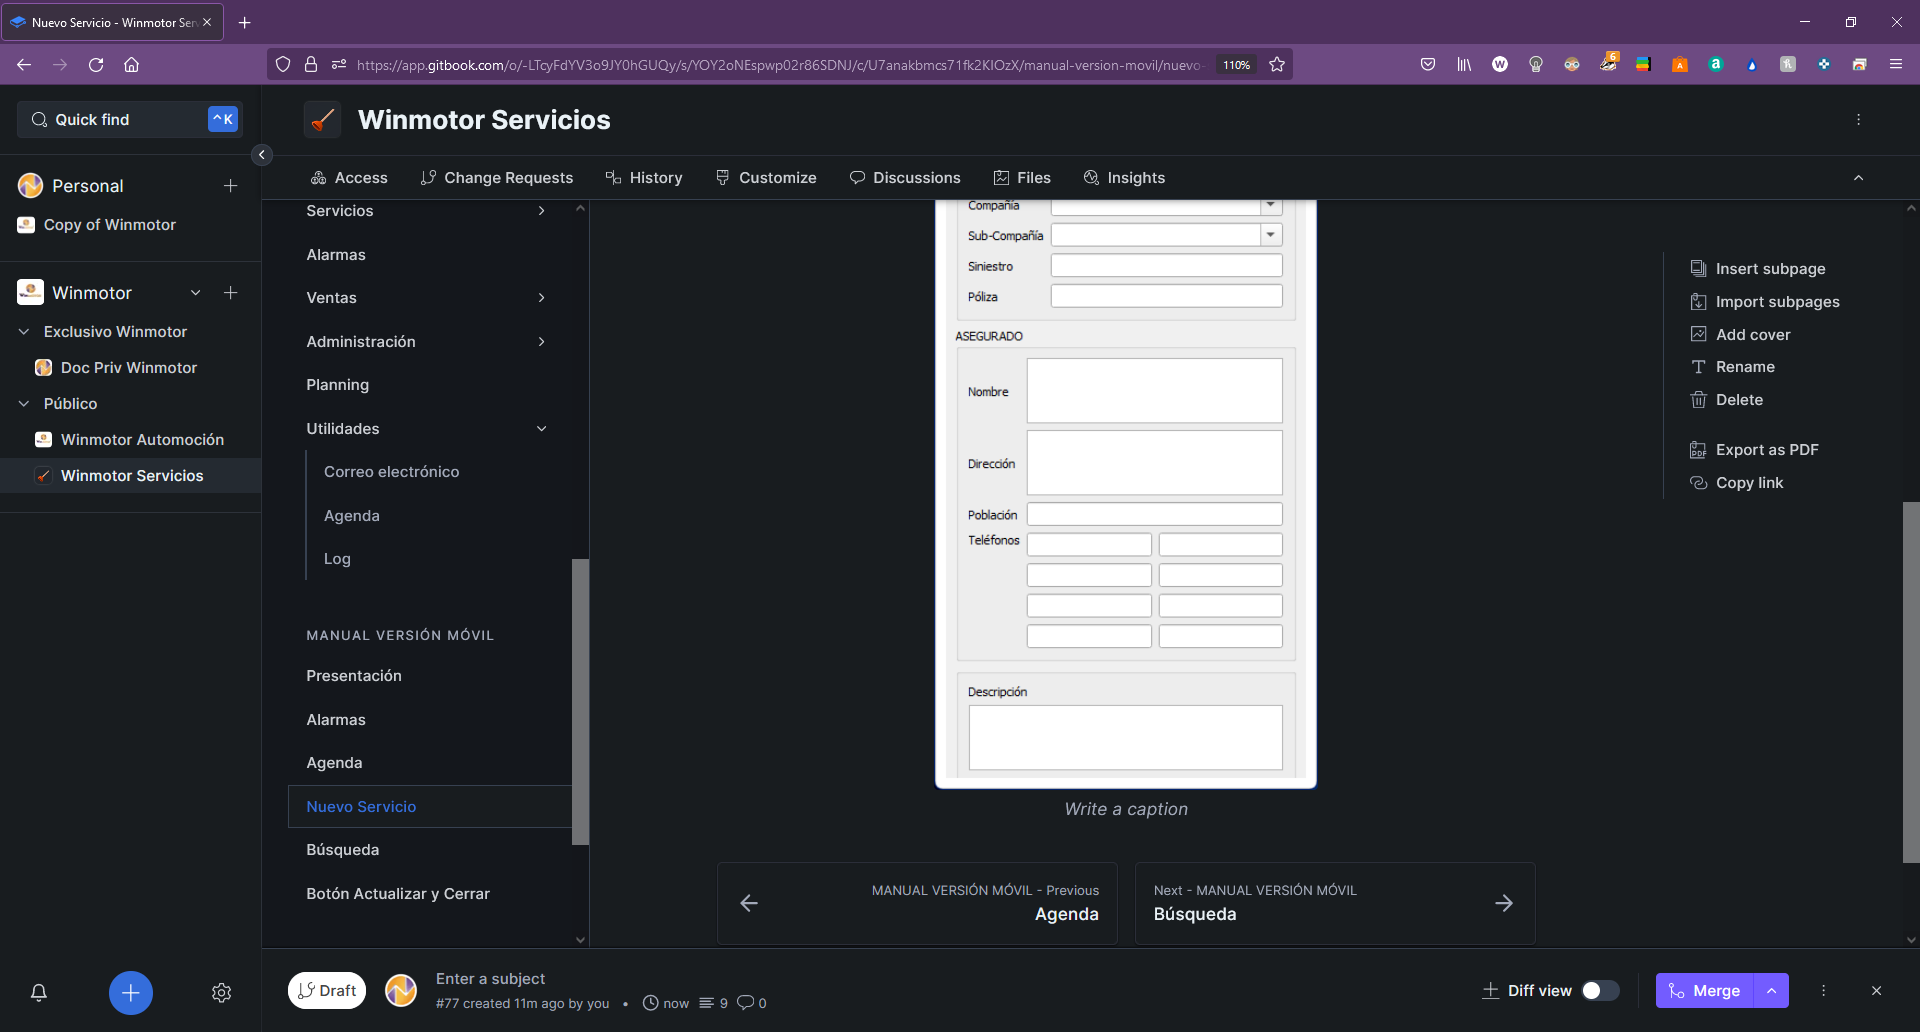 Nuevo Servicio - Winmotor Ser
https://app.gitbook.com/o/-LTcyFdYV3o9JY0hGUQy/s/YOY2oNEspwp02r86SDNJ/c/U7anakbmcs71fk2KIOzX/manual-version-movil/nuevo-
110%
6
Quick find
^ K
Personal
Copy of Winmotor
Winmotor
Exclusivo Winmotor
Doc Priv Winmotor
Público
Winmotor Automoción
Winmotor Servicios
Winmotor Servicios
Access
Change Requests
History
Customize
Discussions
Files
Insights
Servicios
Alarmas
Ventas
Administración
Planning
Utilidades
Correo electrónico
Agenda
Log
MANUAL VERSIÓN MÓVIL
Presentación
Alarmas
Agenda
Nuevo Servicio
Búsqueda
Botón Actualizar y Cerrar
Compañía
Sub-Compañía
Siniestro
Póliza
ASEGURADO
Nombre
Dirección
Población
Teléfonos
Descripción
Write a caption
MANUAL VERSIÓN MÓVIL - Previous
Agenda
Next - MANUAL VERSIÓN MÓVIL
Búsqueda
Insert subpage
Import subpages
Add cover
Rename
Delete
PDF
Export as PDF
Copy link
Draft
Enter a subject
#77 created 11m ago by you • now 9 0
Diff view
Merge